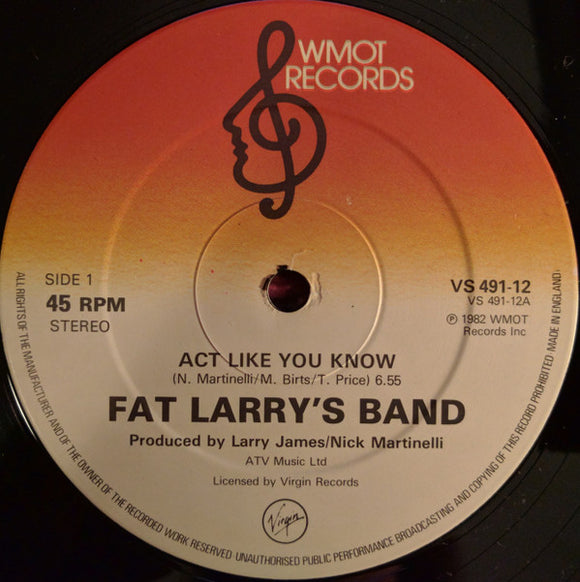 WMOT
RECORDS
SIDE 1
45 RPM
STEREO
VS 491-12
VS 491-12A
℗ 1982 WMOT
Records Inc
ACT LIKE YOU KNOW
(N. Martinelli/M. Birts/T. Price) 6.55
FAT LARRY'S BAND
Produced by Larry James/Nick Martinelli
ATV Music Ltd
Licensed by Virgin Records
Virgin
ALL RIGHTS OF THE MANUFACTURER AND OF THE OWNER OF THE RECORDED WORK RESERVED·UNAUTHORISED PUBLIC PERFORMANCE BROADCASTING AND COPYING OF THIS RECORD PROHIBITED·MADE IN ENGLAND·